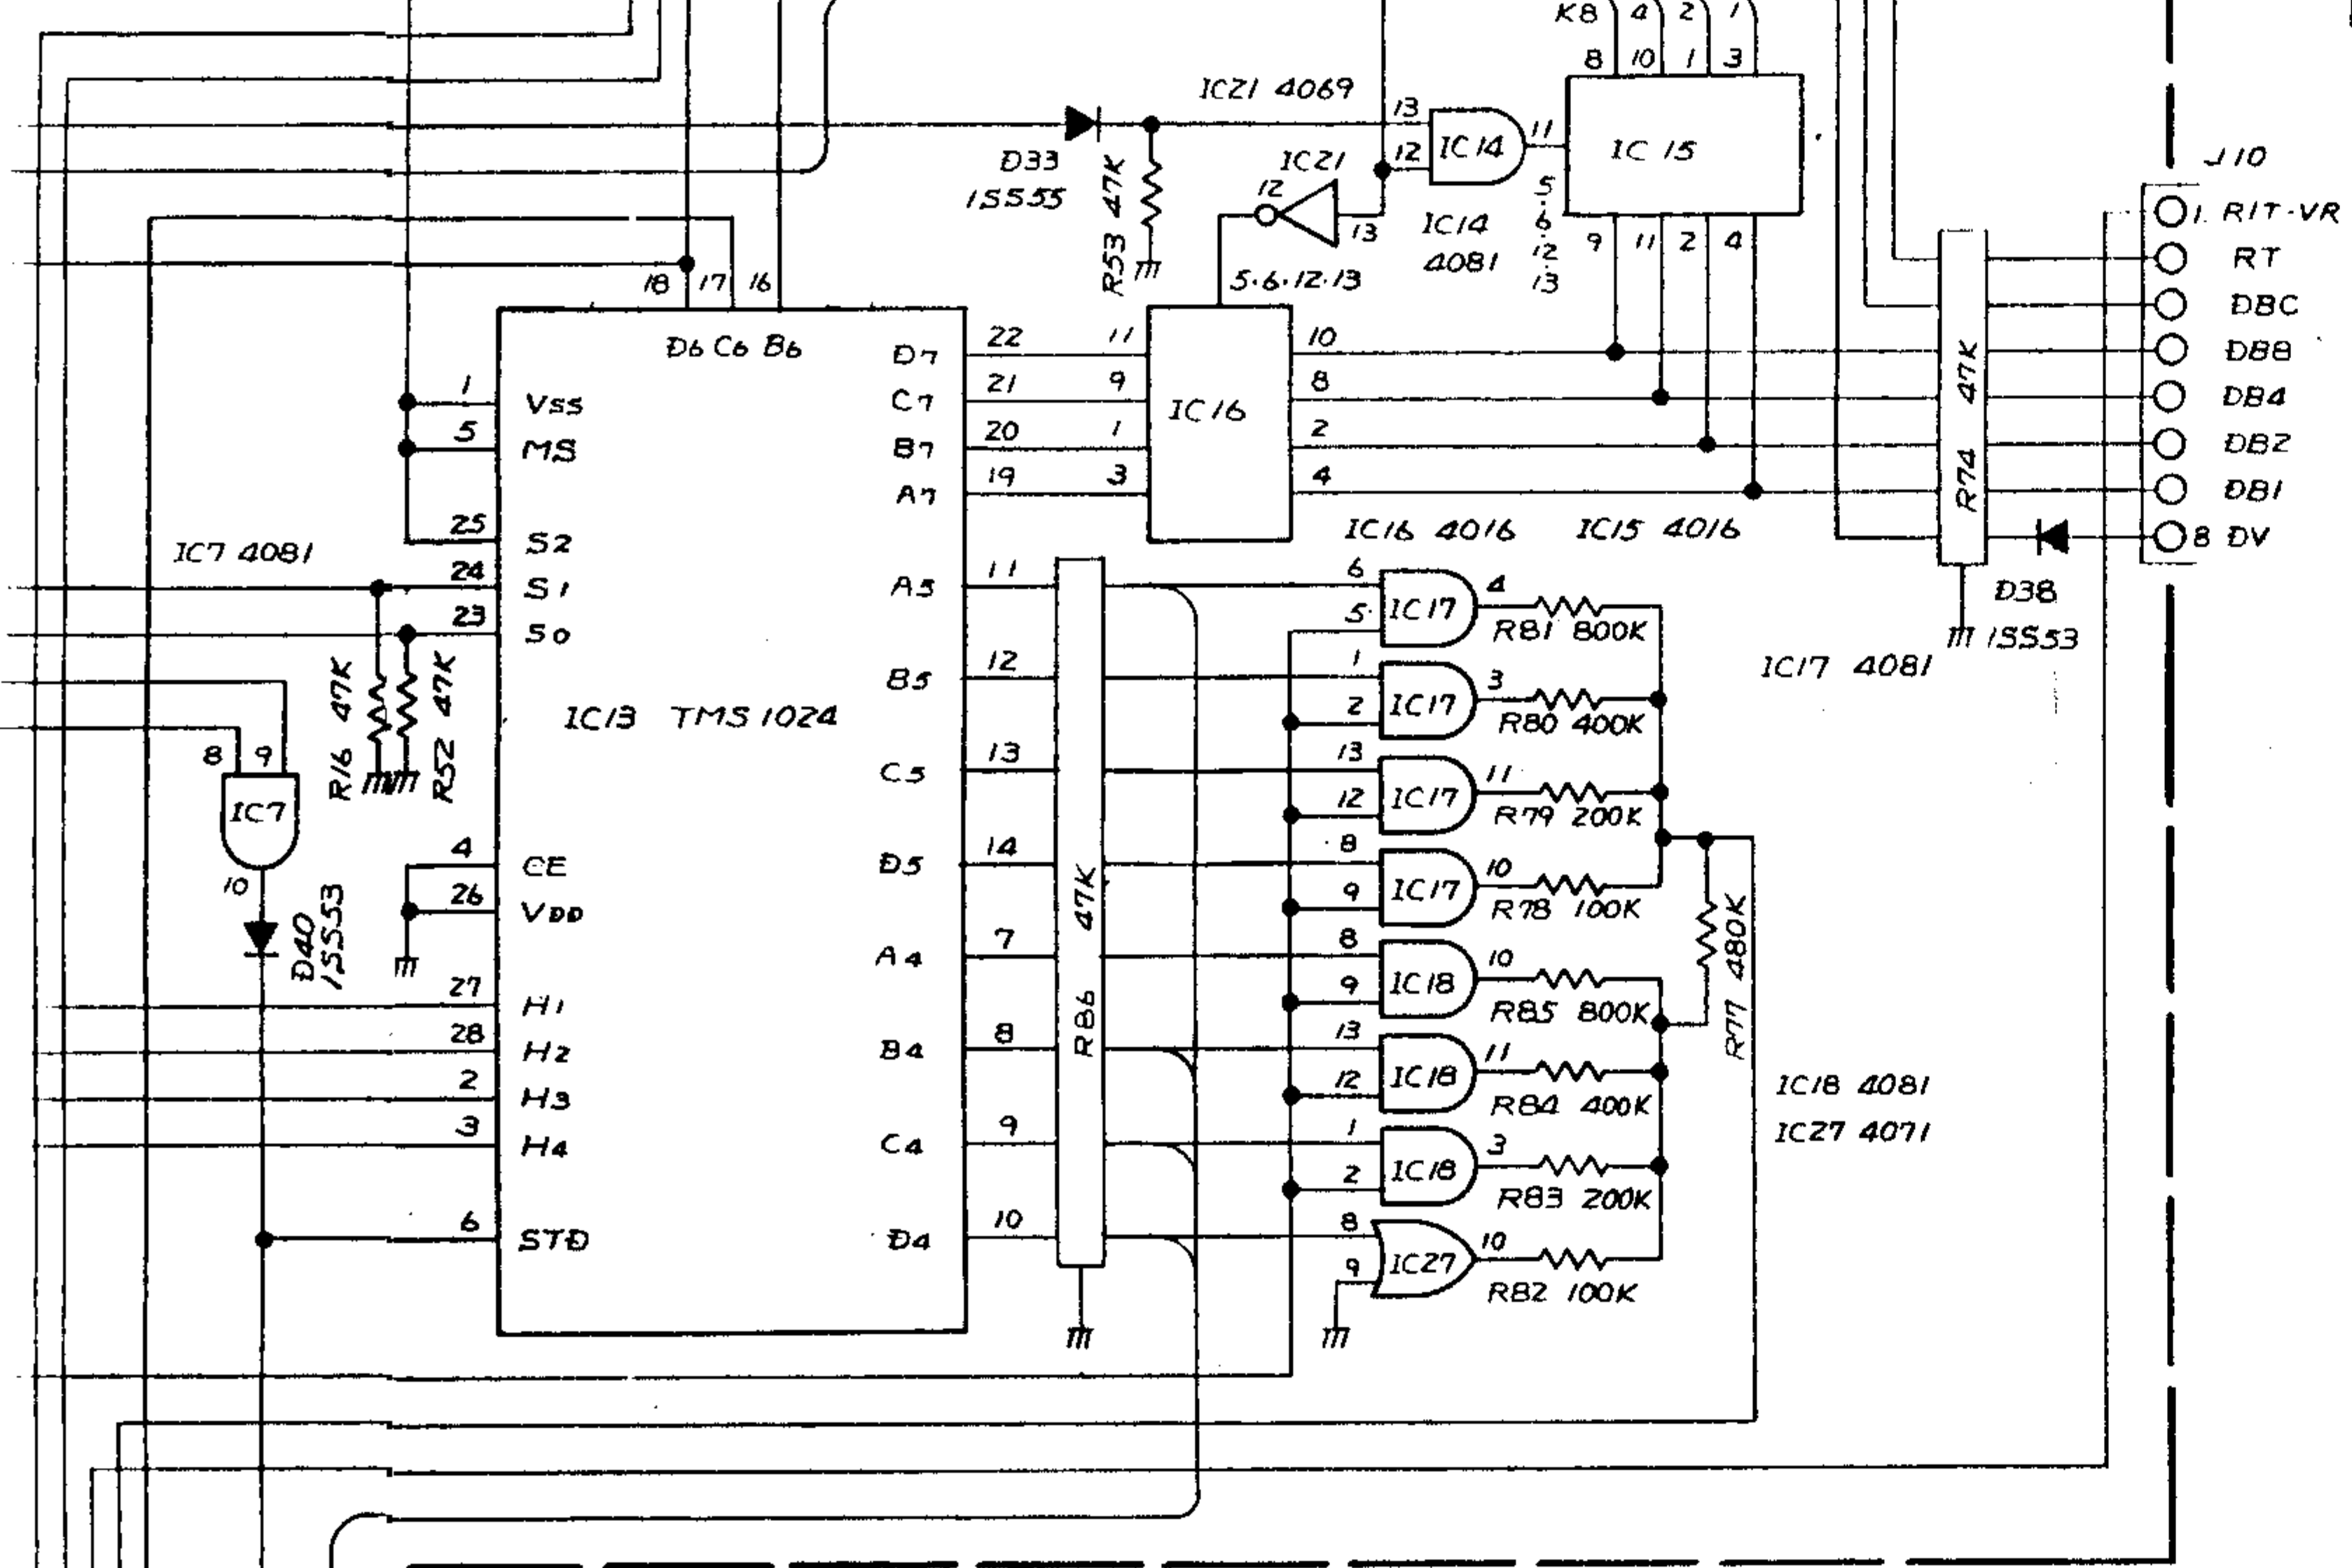 K8 4 2 1
8 10 1 3
IC21 4069
13
12
IC14
11
IC 15
D33
1SS55
R53 47K
IC21
12
13
IC14
4081
5.
6.
12.
13
9 11 2 4
5.6.12.13
J10
1. RIT-VR
RT
DBC
DB8
DB4
DB2
DB1
8 DV
R74 47K
D38
1SS53
18 17 16
D6 C6 B6
1 VSS
5 MS
25 S2
24 S1
23 S0
4 CE
26 VDD
27 H1
28 H2
2 H3
3 H4
6 STD
IC13 TMS1024
D7 22 11
C7 21 9
B7 20 1
A7 19 3
IC16
10
8
2
4
IC16 4016
IC15 4016
IC7 4081
R16 47K
R52 47K
8 9
IC7
10
D40
1SS53
A5 11
B5 12
C5 13
D5 14
A4 7
B4 8
C4 9
D4 10
R86 47K
6
5
IC17
4
R81 800K
1
2
IC17
3
R80 400K
13
12
IC17
11
R79 200K
8
9
IC17
10
R78 100K
8
9
IC18
10
R85 800K
13
12
IC18
11
R84 400K
1
2
IC18
3
R83 200K
8
9
IC27
10
R82 100K
R77 480K
IC17 4081
IC18 4081
IC27 4071